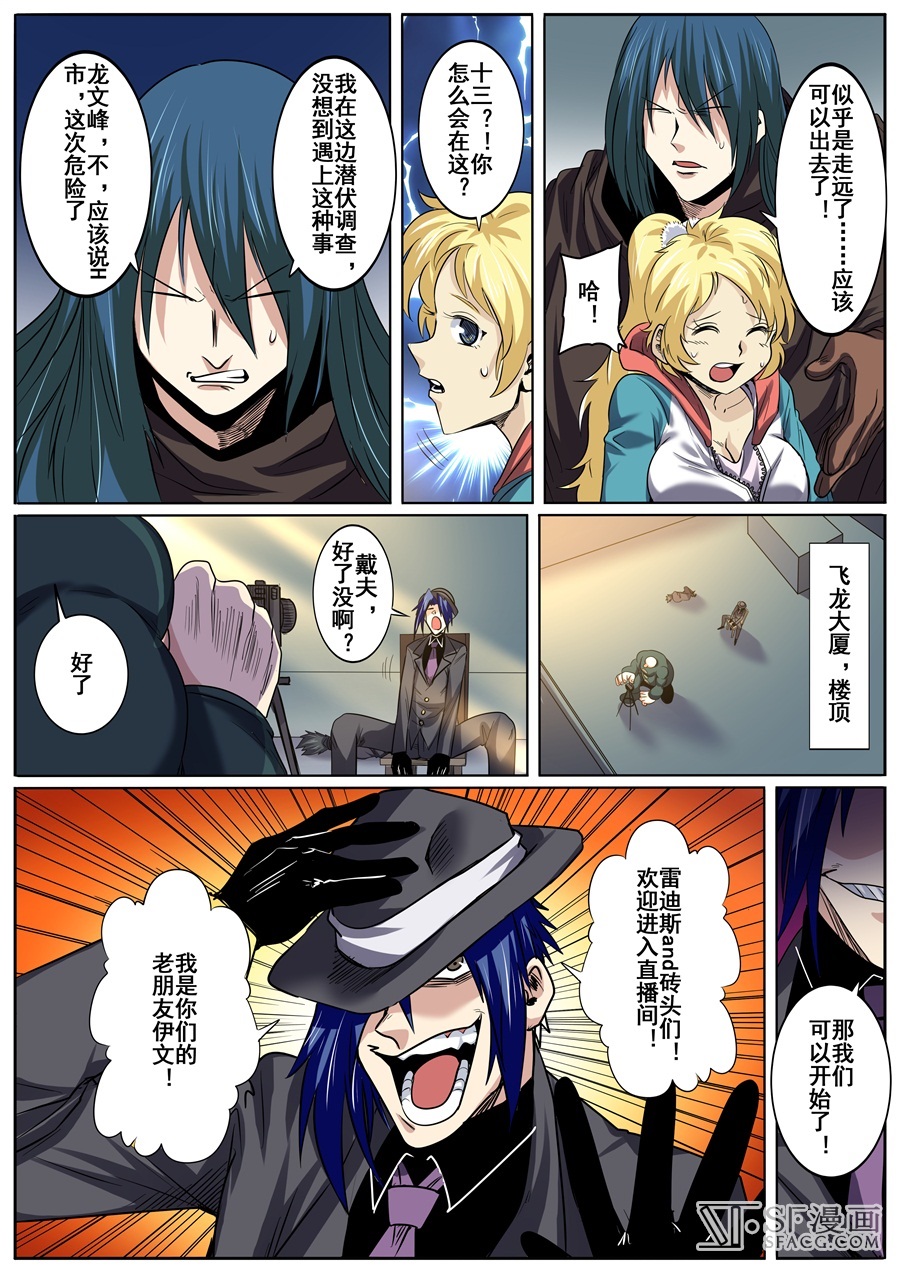 似乎是走远了……应该
可以出去了！
哈！
十三？！你
怎么会在这？
我在这边潜伏调查，
没想到遇上这种事
龙文峰，不，应该说H
市，这次危险了
飞龙大厦，楼顶
戴夫，
好了没啊？
好了
那我们
可以开始了！
雷迪斯and砖头们！
欢迎进入直播间！
我是你们的
老朋友伊文！
SF漫画
SFACG.COM